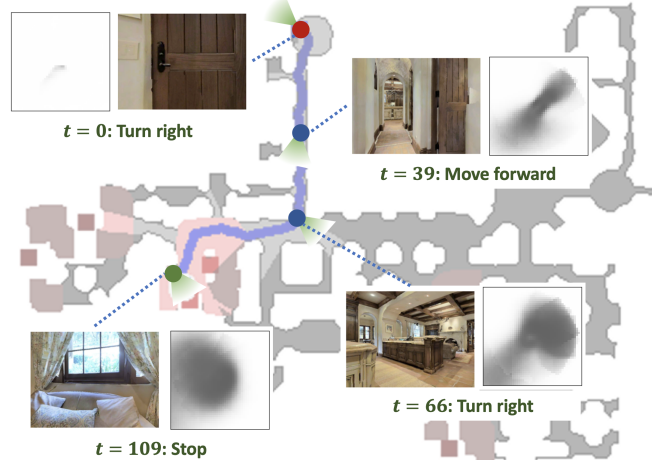 t = 0: Turn right
t = 39: Move forward
t = 66: Turn right
t = 109: Stop